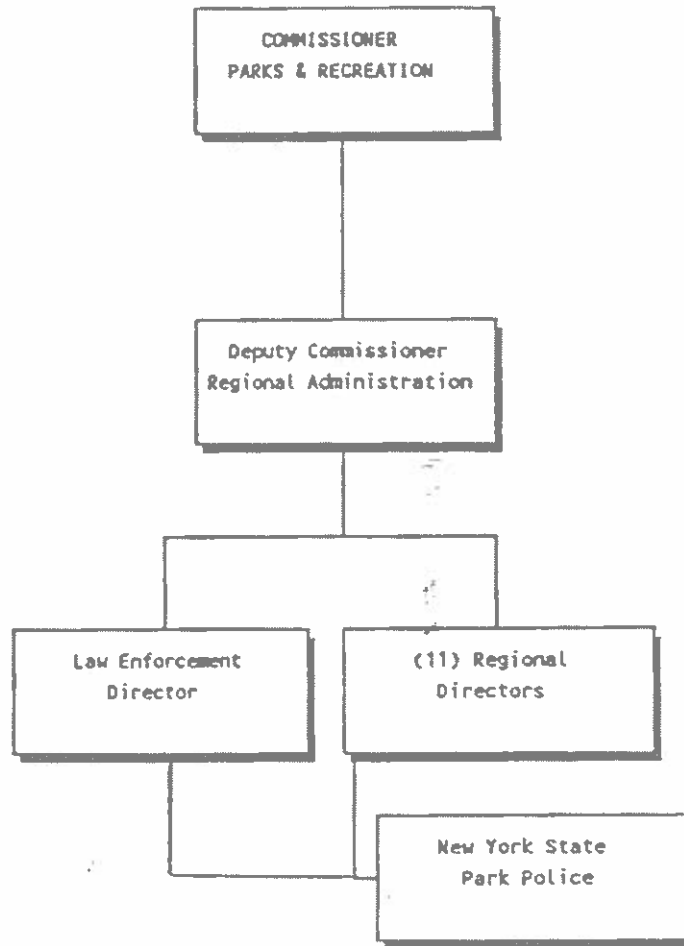 COMMISSIONER
PARKS & RECREATION
Deputy Commissioner
Regional Administration
Law Enforcement
Director
(11) Regional
Directors
New York State
Park Police